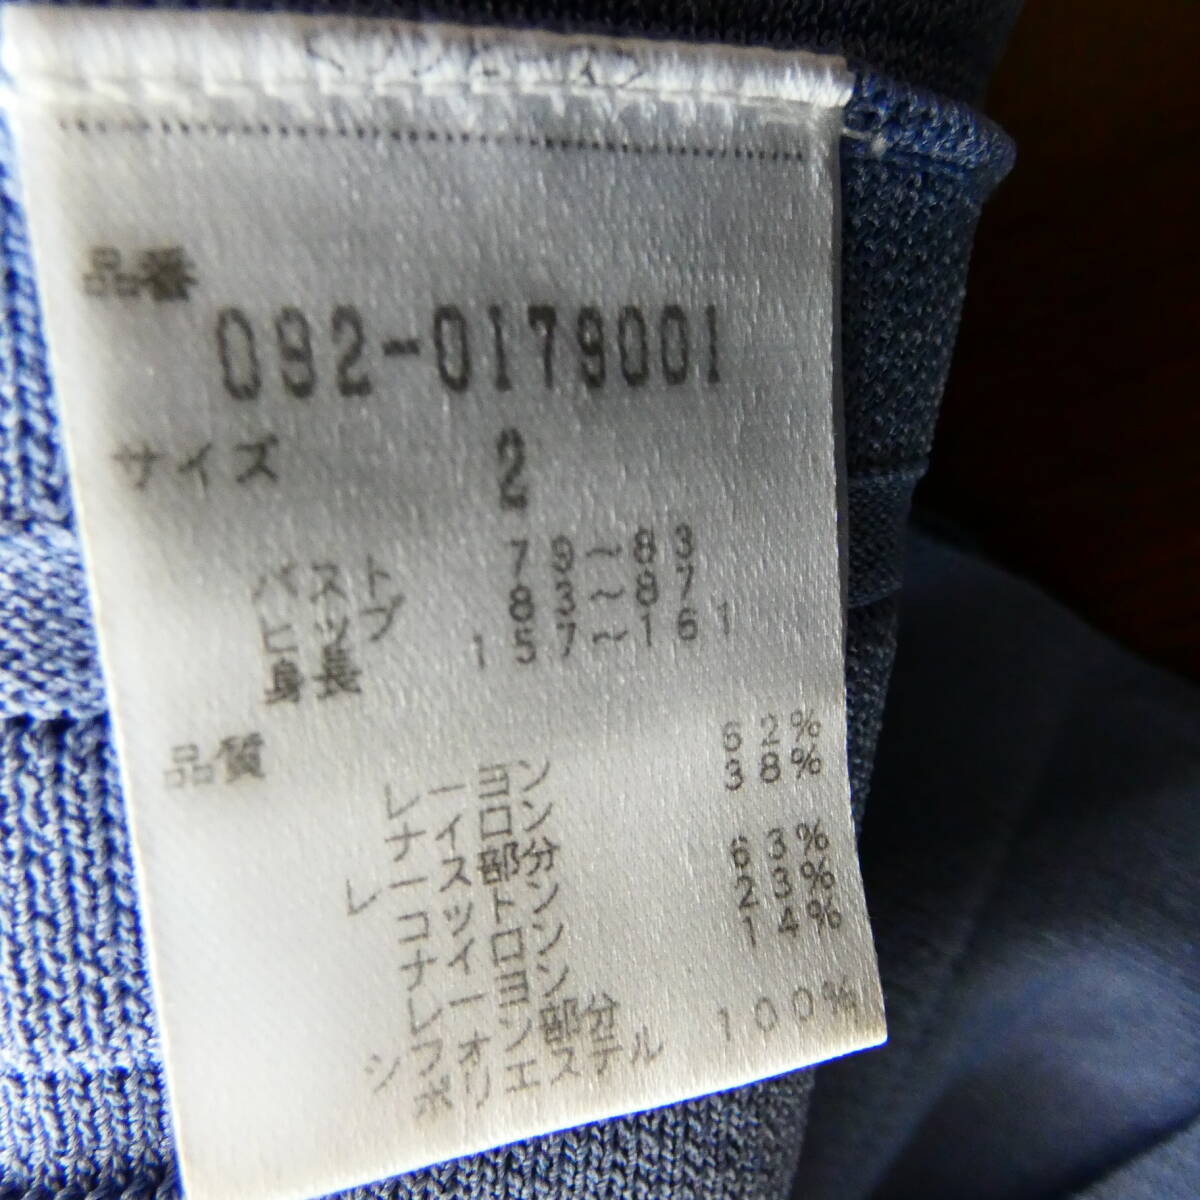 品番
092-0179001
サイズ 2
バスト 79～83
ヒップ 83～87
身長 157～161
品質
レーヨン 62%
ナイロン 38%
レース部分
コットン 63%
ナイロン 23%
レーヨン 14%
シフォン部分
ポリエステル 100%